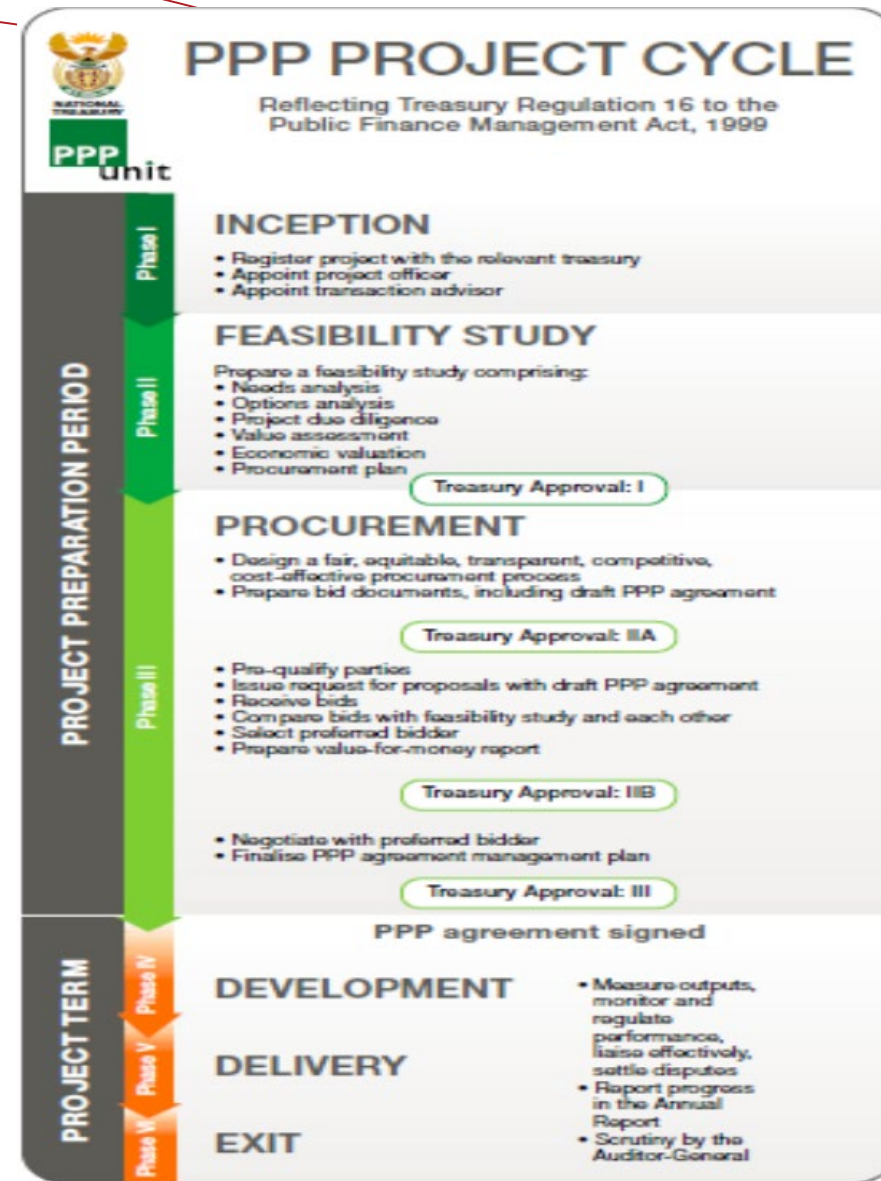 NATIONAL
TREASURY
PPP
unit
PPP PROJECT CYCLE
Reflecting Treasury Regulation 16 to the
Public Finance Management Act, 1999
PROJECT PREPARATION PERIOD
Phase I
INCEPTION
• Register project with the relevant treasury
• Appoint project officer
• Appoint transaction advisor
Phase II
FEASIBILITY STUDY
Prepare a feasibility study comprising:
• Needs analysis
• Options analysis
• Project due diligence
• Value assessment
• Economic valuation
• Procurement plan
Treasury Approval: I
Phase III
PROCUREMENT
• Design a fair, equitable, transparent, competitive,
cost-effective procurement process
• Prepare bid documents, including draft PPP agreement
Treasury Approval: IIA
• Pre-qualify parties
• Issue request for proposals with draft PPP agreement
• Receive bids
• Compare bids with feasibility study and each other
• Select preferred bidder
• Prepare value-for-money report
Treasury Approval: IIB
• Negotiate with preferred bidder
• Finalise PPP agreement management plan
Treasury Approval: III
PPP agreement signed
PROJECT TERM
Phase IV
DEVELOPMENT
Phase V
DELIVERY
Phase VI
EXIT
• Measure outputs,
monitor and
regulate
performance,
liaise effectively,
settle disputes
• Report progress
in the Annual
Report
• Scrutiny by the
Auditor-General